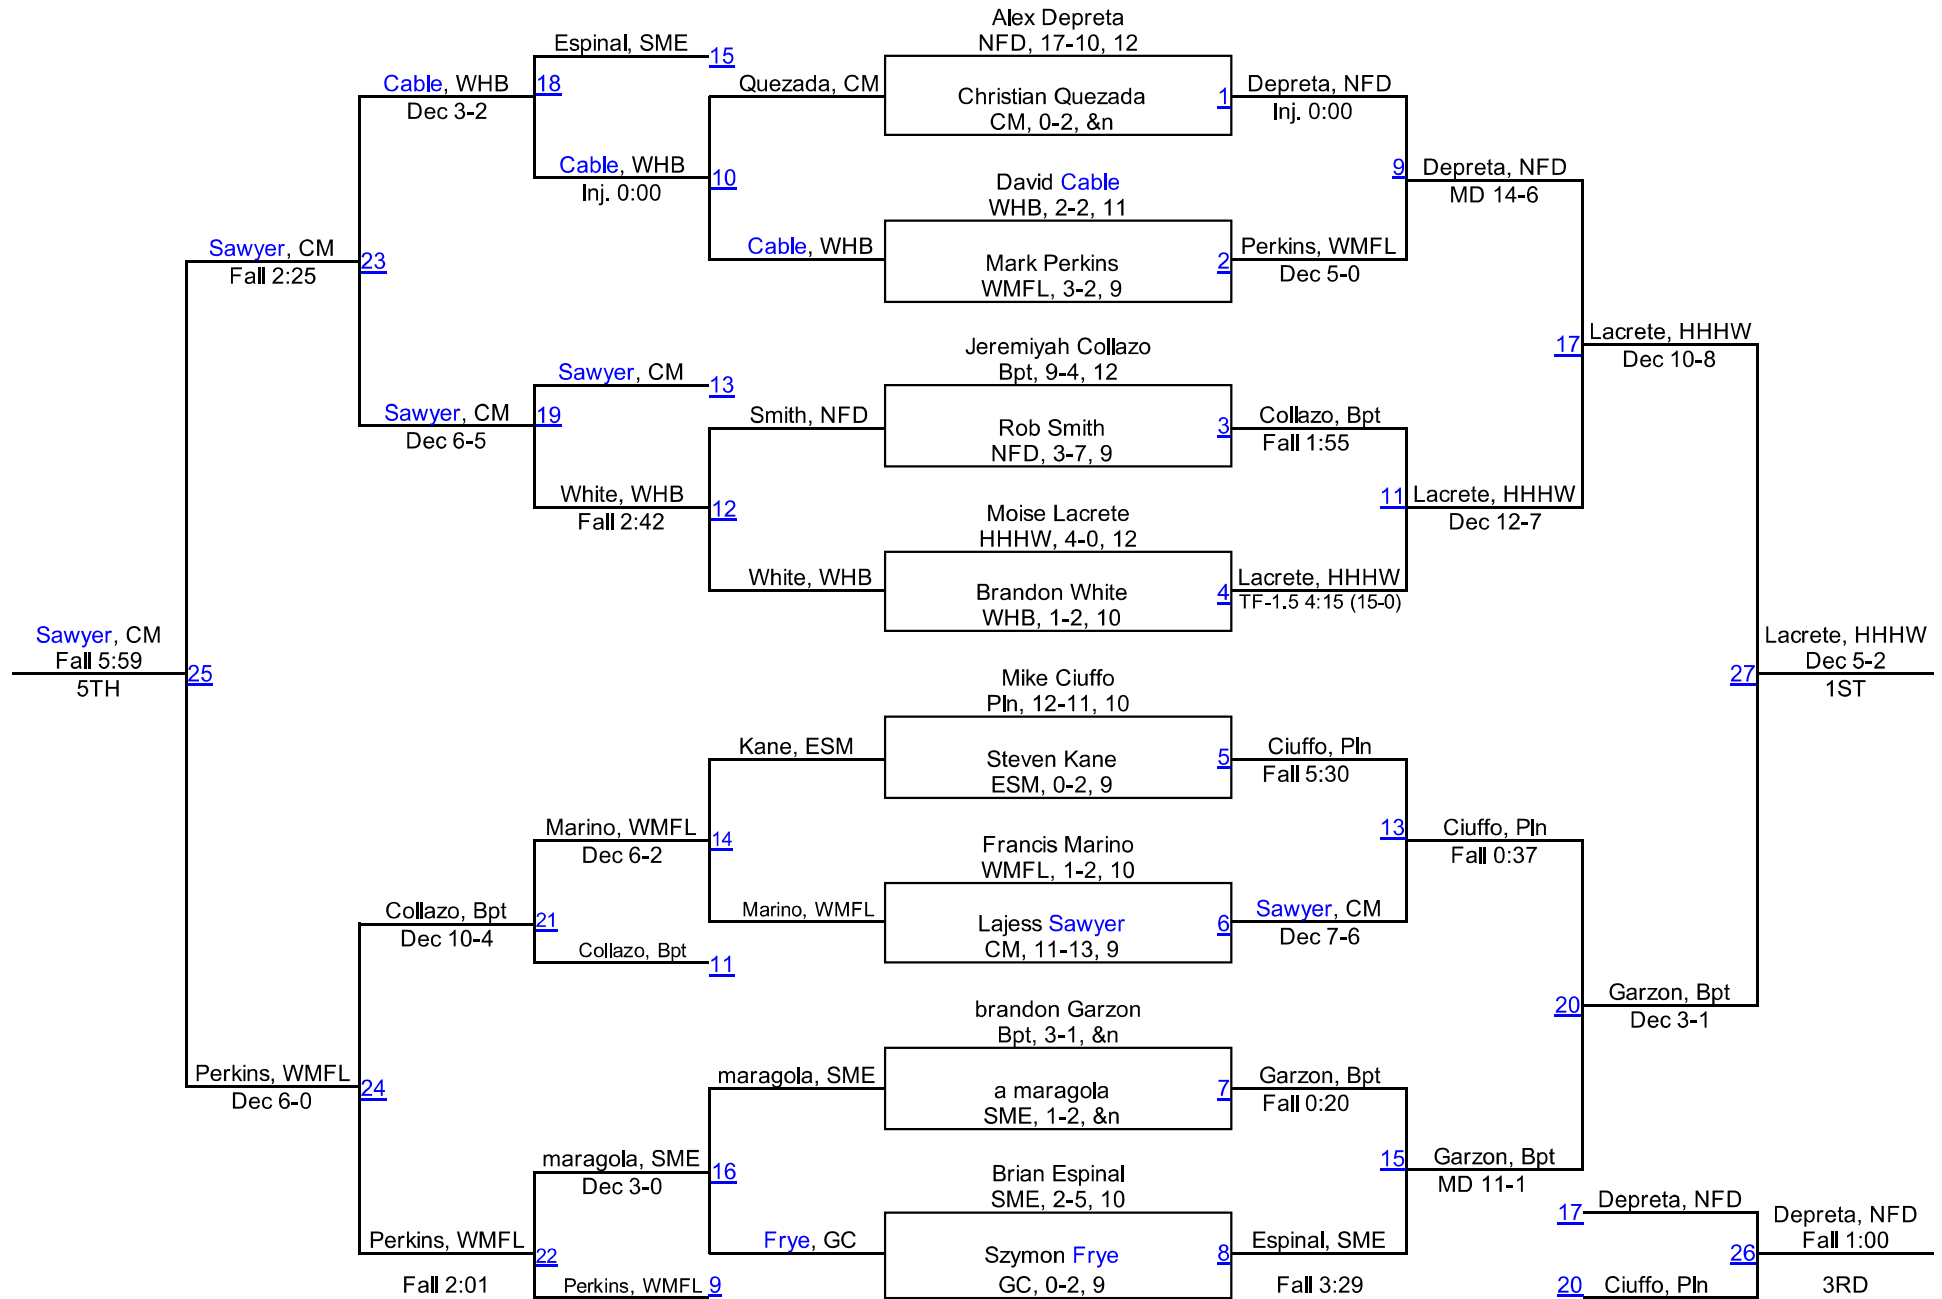 Alex Depreta
NFD, 17-10, 12
Espinal, SME
15
Cable, WHB
18
Dec 3-2
Quezada, CM
Christian Quezada
CM, 0-2, &n
1
Depreta, NFD
Inj. 0:00
Cable, WHB
10
Inj. 0:00
David Cable
WHB, 2-2, 11
9
Depreta, NFD
MD 14-6
Sawyer, CM
23
Fall 2:25
Cable, WHB
Mark Perkins
WMFL, 3-2, 9
2
Perkins, WMFL
Dec 5-0
Jeremiyah Collazo
Bpt, 9-4, 12
17
Lacrete, HHHW
Dec 10-8
Sawyer, CM
13
Sawyer, CM
19
Dec 6-5
Smith, NFD
Rob Smith
NFD, 3-7, 9
3
Collazo, Bpt
Fall 1:55
White, WHB
12
Fall 2:42
Moise Lacrete
HHHW, 4-0, 12
11
Lacrete, HHHW
Dec 12-7
White, WHB
Brandon White
WHB, 1-2, 10
4
Lacrete, HHHW
TF-1.5 4:15 (15-0)
Sawyer, CM
Fall 5:59
25
5TH
Mike Ciuffo
Pln, 12-11, 10
Lacrete, HHHW
Dec 5-2
27
1ST
Kane, ESM
Steven Kane
ESM, 0-2, 9
5
Ciuffo, Pln
Fall 5:30
Marino, WMFL
14
Dec 6-2
Francis Marino
WMFL, 1-2, 10
13
Ciuffo, Pln
Fall 0:37
Collazo, Bpt
21
Dec 10-4
Marino, WMFL
Lajess Sawyer
CM, 11-13, 9
6
Sawyer, CM
Dec 7-6
Collazo, Bpt
11
brandon Garzon
Bpt, 3-1, &n
20
Garzon, Bpt
Dec 3-1
Perkins, WMFL
24
Dec 6-0
maragola, SME
a maragola
SME, 1-2, &n
7
Garzon, Bpt
Fall 0:20
maragola, SME
16
Dec 3-0
Brian Espinal
SME, 2-5, 10
15
Garzon, Bpt
MD 11-1
Perkins, WMFL
22
Fall 2:01
Frye, GC
Szymon Frye
GC, 0-2, 9
8
Espinal, SME
Fall 3:29
Perkins, WMFL
9
17
Depreta, NFD
Depreta, NFD
Fall 1:00
26
3RD
20
Ciuffo, Pln